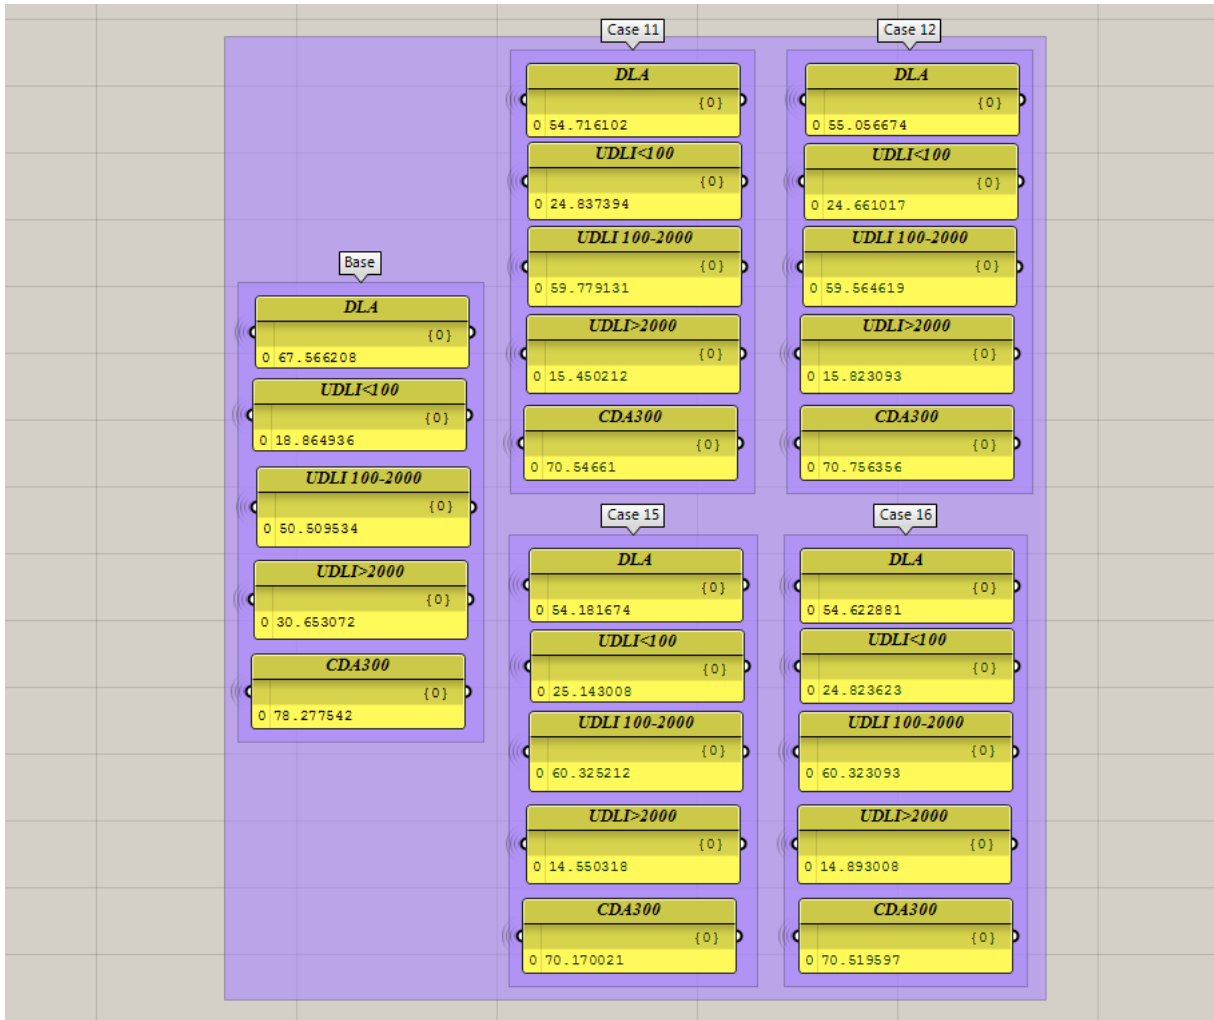 Base
DLA
{0}
0 67.566208
UDLI<100
{0}
0 18.864936
UDLI 100-2000
{0}
0 50.509534
UDLI>2000
{0}
0 30.653072
CDA300
{0}
0 78.277542
Case 11
DLA
{0}
0 54.716102
UDLI<100
{0}
0 24.837394
UDLI 100-2000
{0}
0 59.779131
UDLI>2000
{0}
0 15.450212
CDA300
{0}
0 70.54661
Case 12
DLA
{0}
0 55.056674
UDLI<100
{0}
0 24.661017
UDLI 100-2000
{0}
0 59.564619
UDLI>2000
{0}
0 15.823093
CDA300
{0}
0 70.756356
Case 15
DLA
{0}
0 54.181674
UDLI<100
{0}
0 25.143008
UDLI 100-2000
{0}
0 60.325212
UDLI>2000
{0}
0 14.550318
CDA300
{0}
0 70.170021
Case 16
DLA
{0}
0 54.622881
UDLI<100
{0}
0 24.823623
UDLI 100-2000
{0}
0 60.323093
UDLI>2000
{0}
0 14.893008
CDA300
{0}
0 70.519597